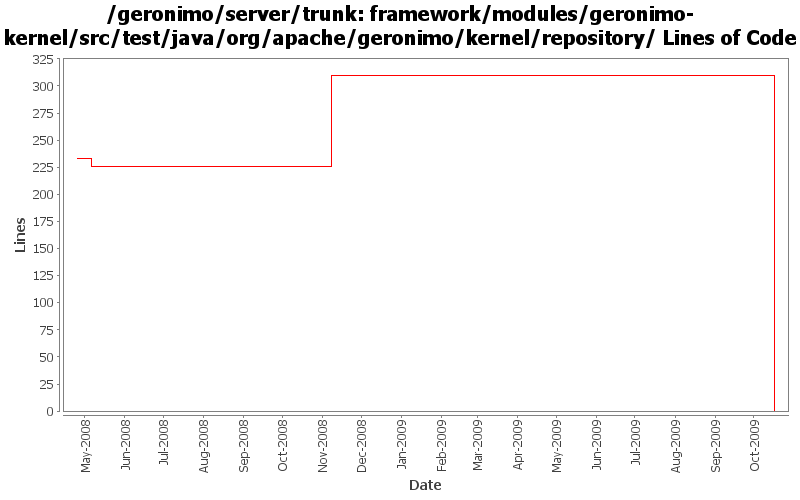 /geronimo/server/trunk: framework/modules/geronimo-
kernel/src/test/java/org/apache/geronimo/kernel/repository/ Lines of Code
Lines
325
300
275
250
225
200
175
150
125
100
75
50
25
0
May-2008
Jun-2008
Jul-2008
Aug-2008
Sep-2008
Oct-2008
Nov-2008
Dec-2008
Jan-2009
Feb-2009
Mar-2009
Apr-2009
May-2009
Jun-2009
Jul-2009
Aug-2009
Sep-2009
Oct-2009
Date